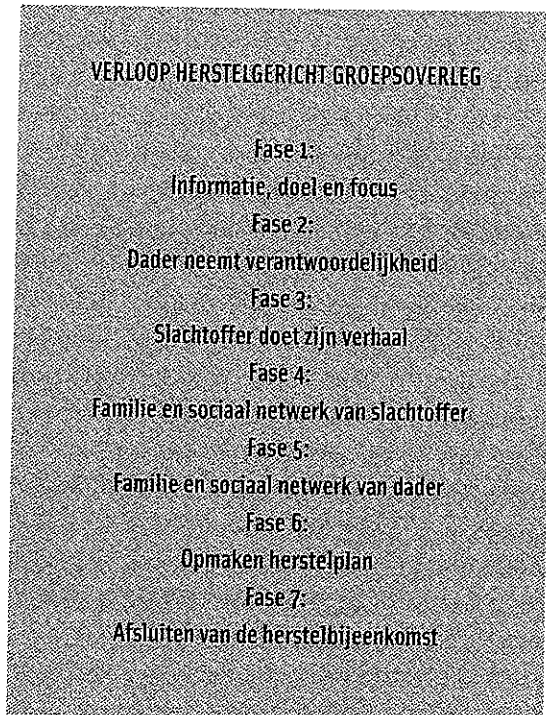 VERLOOP HERSTELGERICHT GROEPSOVERLEG
Fase 1:
Informatie, doel en focus
Fase 2:
Dader neemt verantwoordelijkheid
Fase 3:
Slachtoffer doet zijn verhaal
Fase 4:
Familie en sociaal netwerk van slachtoffer
Fase 5:
Familie en sociaal netwerk van dader
Fase 6:
Opmaken herstelplan
Fase 7:
Afsluiten van de herstelbijeenkomst